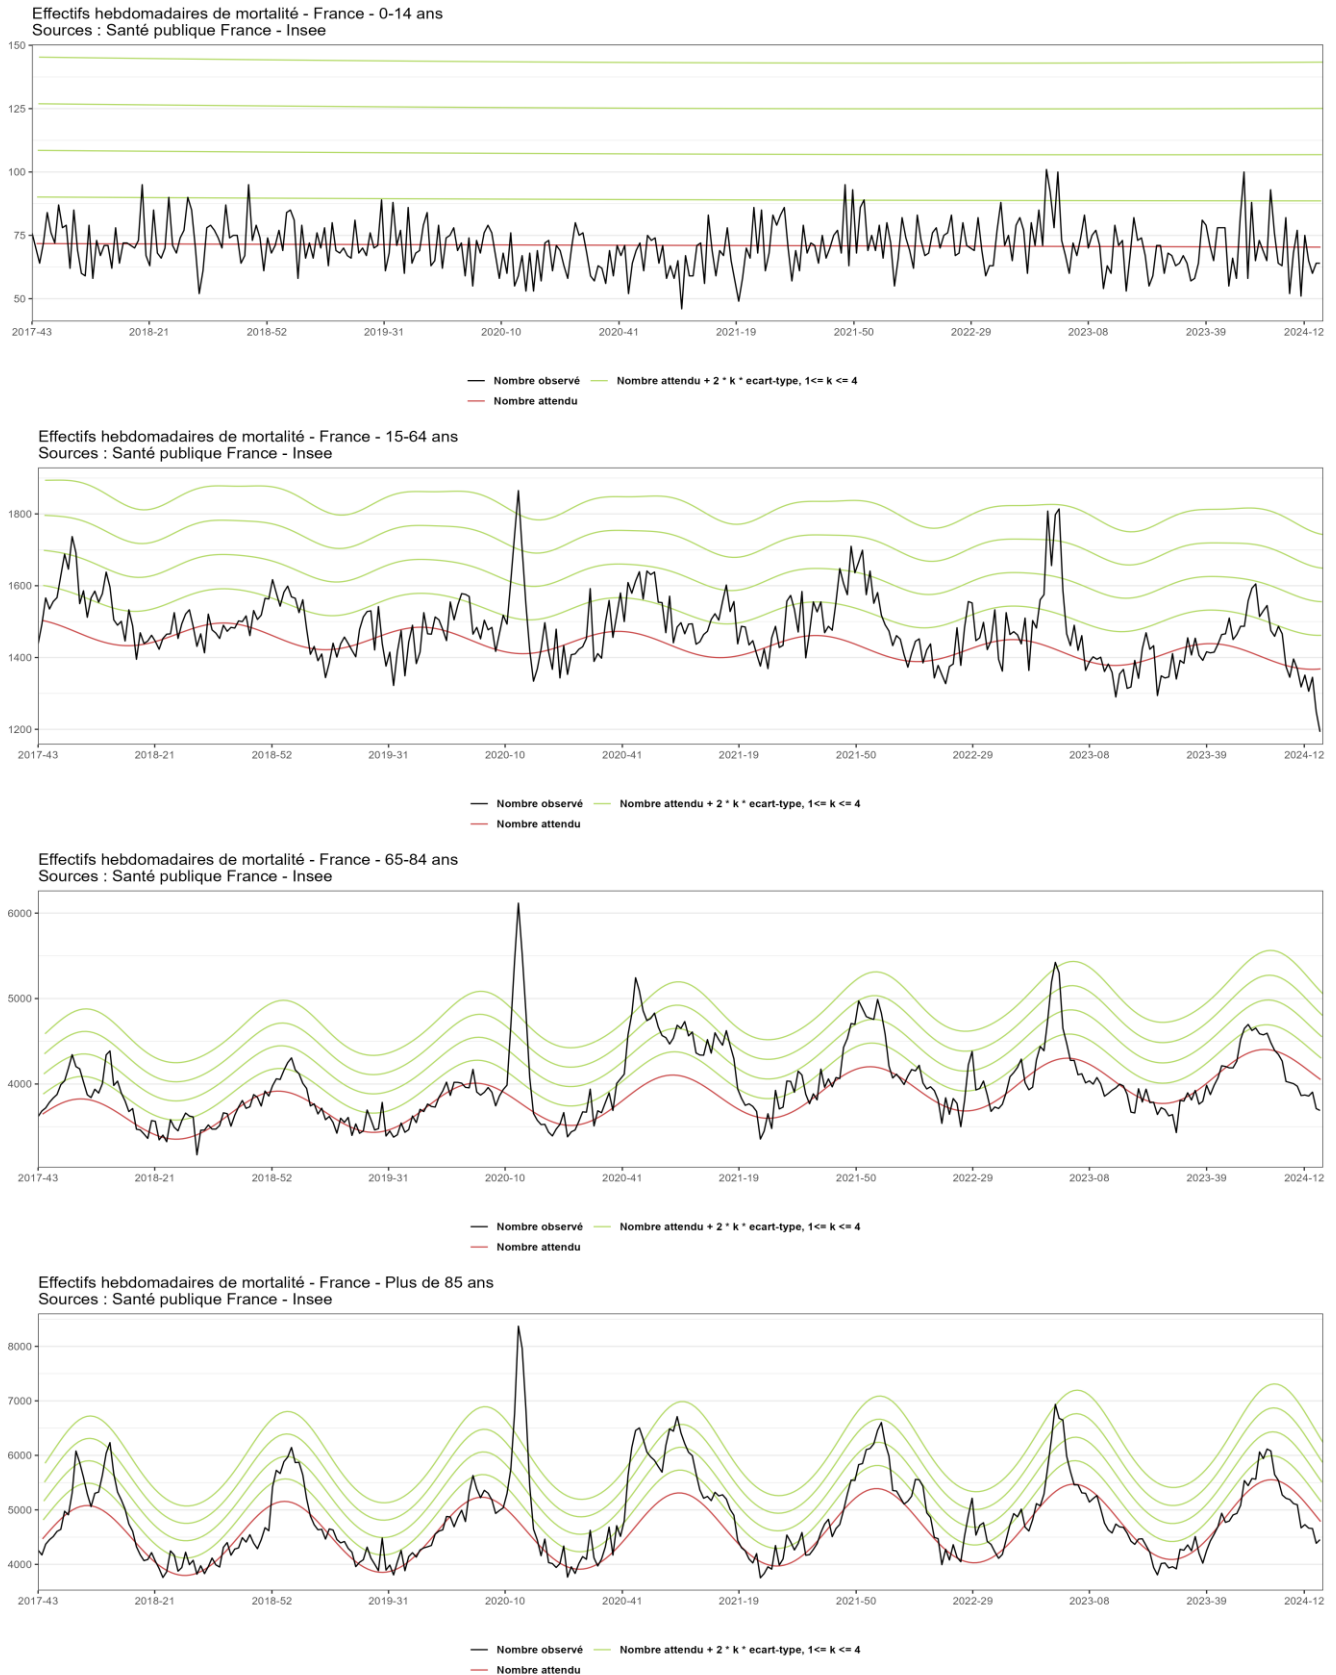 Effectifs hebdomadaires de mortalité - France - 0-14 ans
Sources : Santé publique France - Insee
150
125
100
75
50
2017-43 2018-21 2018-52 2019-31 2020-10 2020-41 2021-19 2021-50 2022-29 2023-08 2023-39 2024-12
Nombre observé Nombre attendu + 2 * k * ecart-type, 1<= k <= 4
Nombre attendu
Effectifs hebdomadaires de mortalité - France - 15-64 ans
Sources : Santé publique France - Insee
1800
1600
1400
1200
2017-43 2018-21 2018-52 2019-31 2020-10 2020-41 2021-19 2021-50 2022-29 2023-08 2023-39 2024-12
Nombre observé Nombre attendu + 2 * k * ecart-type, 1<= k <= 4
Nombre attendu
Effectifs hebdomadaires de mortalité - France - 65-84 ans
Sources : Santé publique France - Insee
6000
5000
4000
2017-43 2018-21 2018-52 2019-31 2020-10 2020-41 2021-19 2021-50 2022-29 2023-08 2023-39 2024-12
Nombre observé Nombre attendu + 2 * k * ecart-type, 1<= k <= 4
Nombre attendu
Effectifs hebdomadaires de mortalité - France - Plus de 85 ans
Sources : Santé publique France - Insee
8000
7000
6000
5000
4000
2017-43 2018-21 2018-52 2019-31 2020-10 2020-41 2021-19 2021-50 2022-29 2023-08 2023-39 2024-12
Nombre observé Nombre attendu + 2 * k * ecart-type, 1<= k <= 4
Nombre attendu